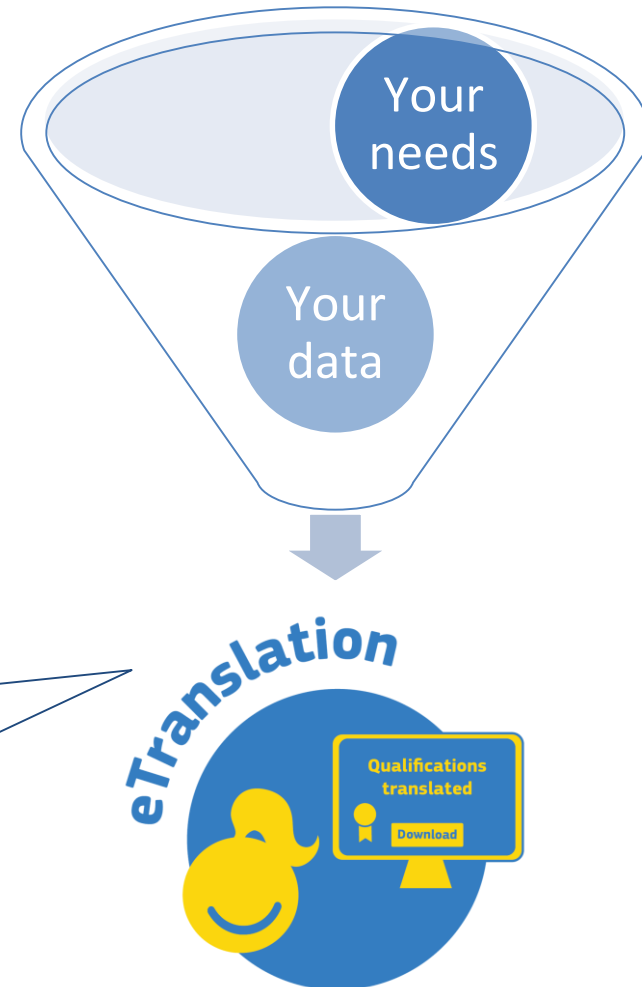 Your
needs
Your
data
eTranslation
Qualifications
translated
Download